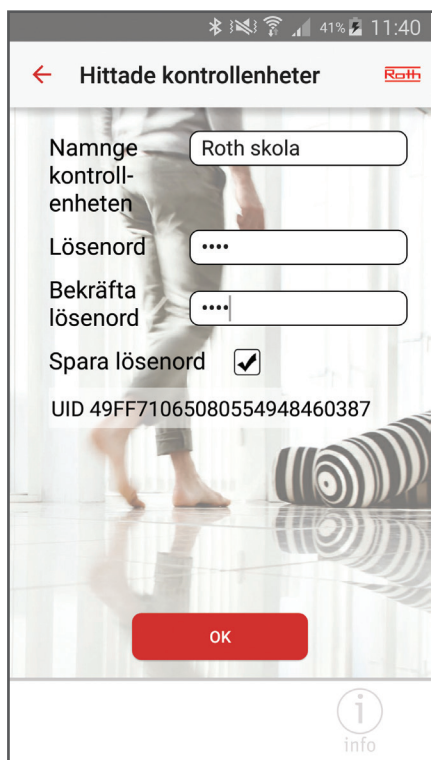 41% 11:40
Hittade kontrollenheter Roth
Namnge
kontroll-
enheten
Roth skola
Lösenord ••••
Bekräfta
lösenord
••••
Spara lösenord
UID 49FF71065080554948460387
OK
i
info